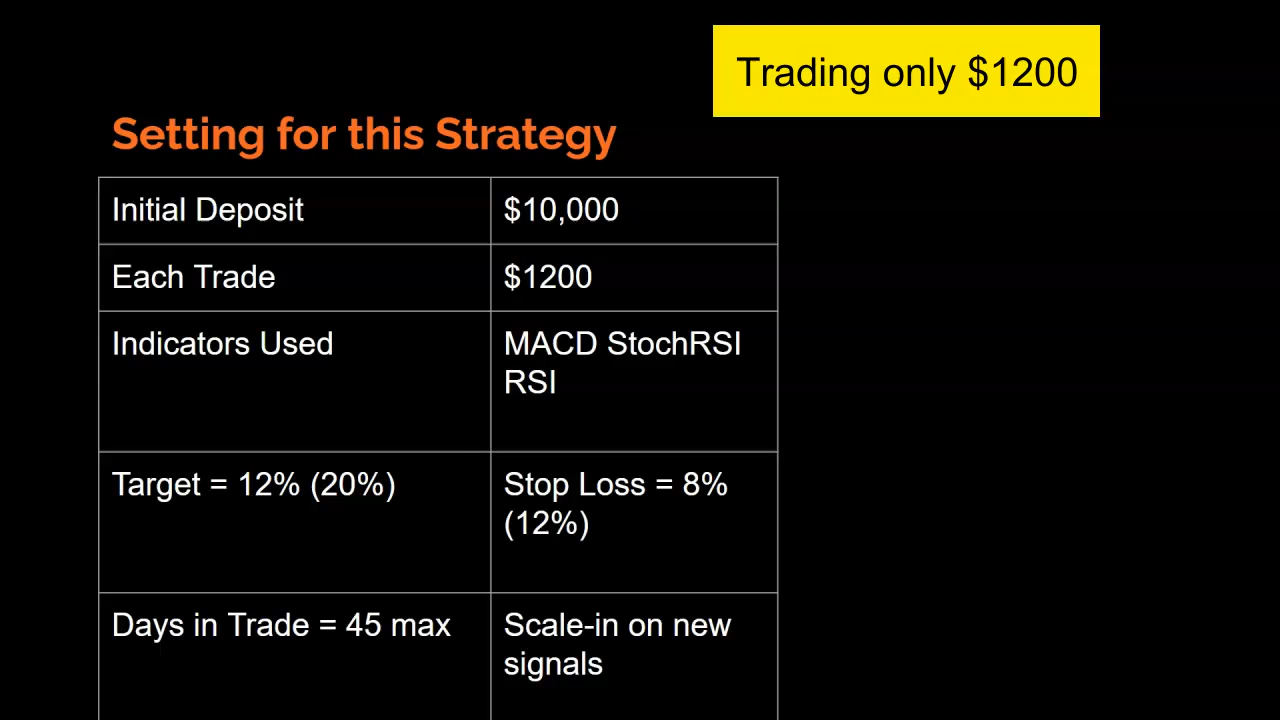 Trading only $1200
Setting for this Strategy
Initial Deposit
$10,000
Each Trade
$1200
Indicators Used
MACD StochRSI
RSI
Target = 12% (20%)
Stop Loss = 8%
(12%)
Days in Trade = 45 max
Scale-in on new
signals